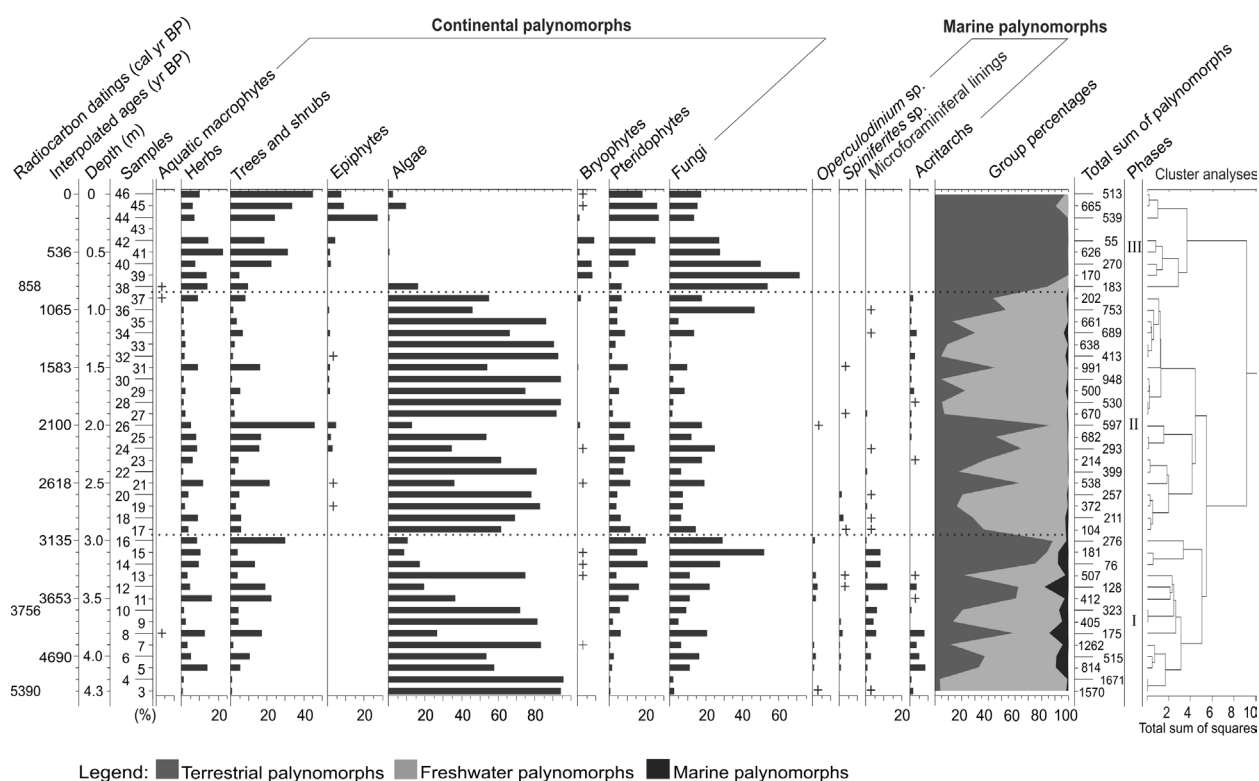 Continental palynomorphs
Marine palynomorphs
Radiocarbon datings (cal yr BP)
Interpolated ages (yr BP)
Depth (m)
Samples
Aquatic macrophytes
Herbs
Trees and shrubs
Epiphytes
Algae
Bryophytes
Pteridophytes
Fungi
Operculodinium sp.
Spiniferites sp.
Microforaminiferal linings
Acritarchs
Group percentages
Total sum of palynomorphs
Phases
Cluster analyses
0 0 46 + 513
45 + 665
44 539
43
42 55
536 0.5 41 626 III
40 270
39 170
858 38 + 183
37 + 202
1065 1.0 36 + 753
35 661
34 + 689
33 638
32 + 413
1583 1.5 31 + 991
30 948
29 500
28 + 530
27 + 670
2100 2.0 26 + 597 II
25 682
24 + + 293
23 + 214
22 399
2618 2.5 21 + + 538
20 + 257
19 + 372
18 + 211
17 + + 104
3135 3.0 16 276
15 + 181
14 + 76
13 + + + 507
12 + 128
3653 3.5 11 + 412
3756 10 323 I
9 405
8 + 175
7 + 1262
4690 4.0 6 515
5 814
4 1671
5390 4.3 3 + + 1570
(%) 20 20 40 20 20 40 60 80 20 20 40 60 20 20 40 60 80 100 2 4 6 8 10
Total sum of squares
Legend: Terrestrial palynomorphs Freshwater palynomorphs Marine palynomorphs